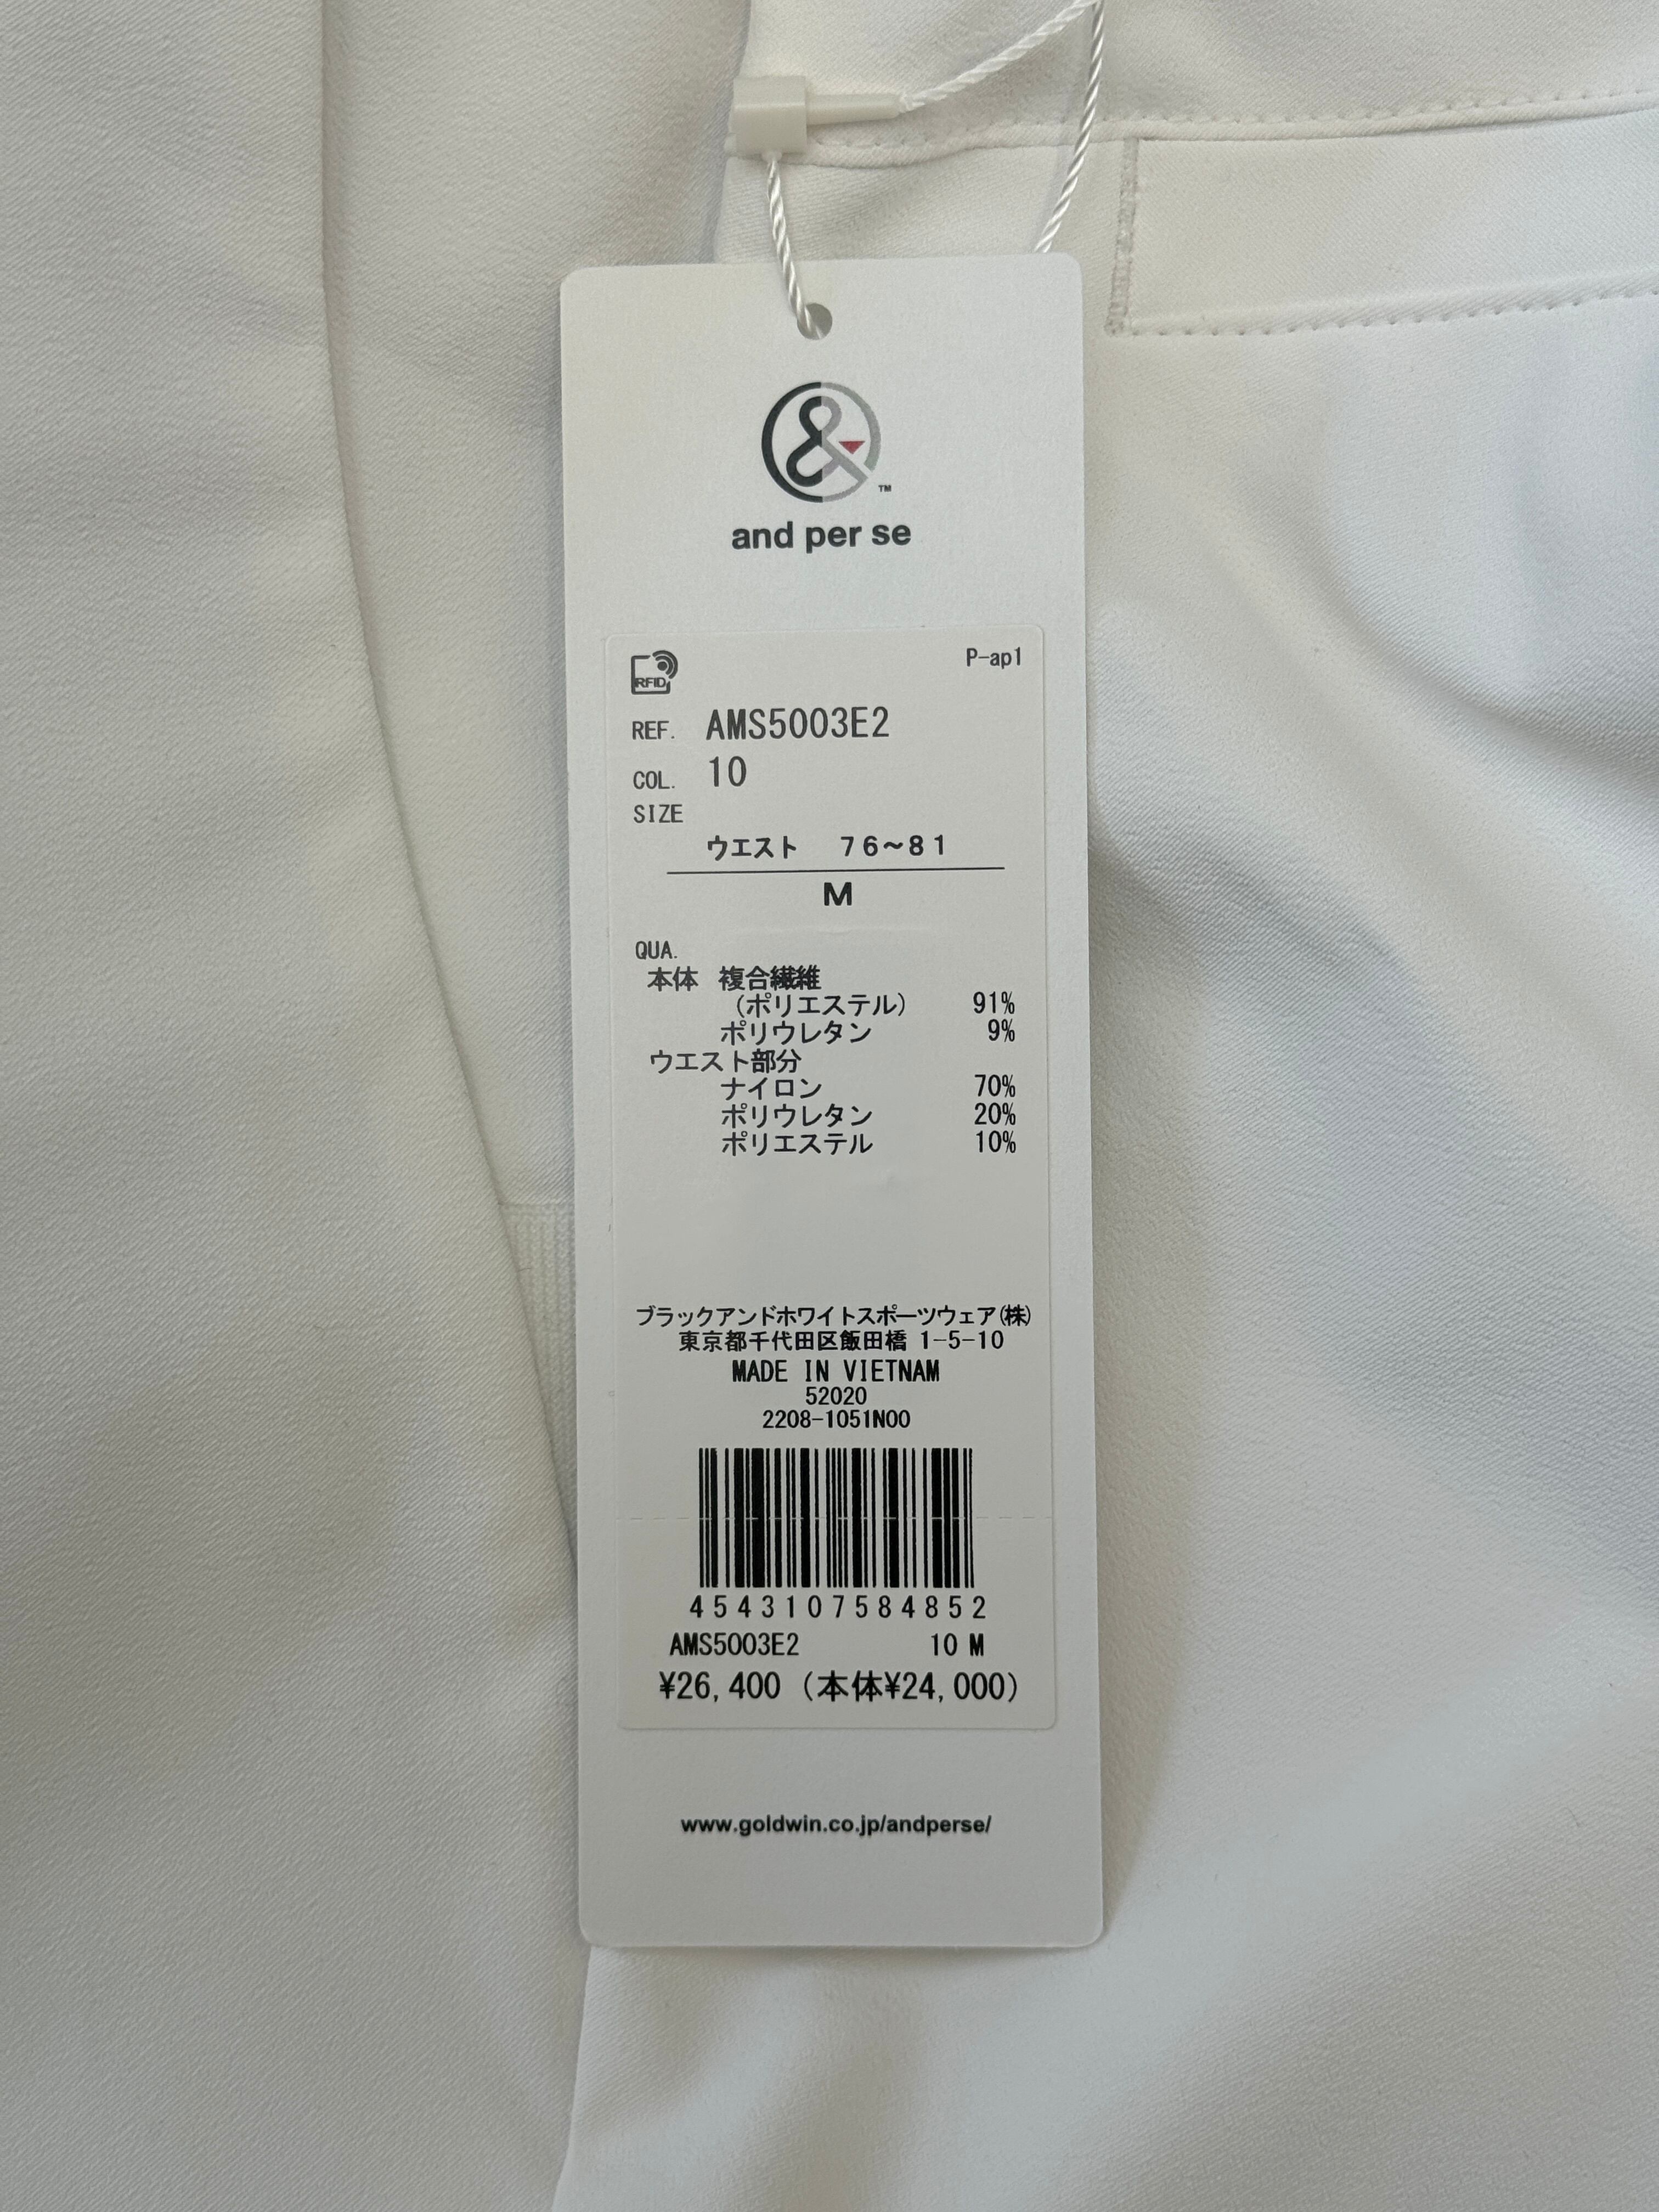 &
™
and per se
RFID
P-ap1
REF. AMS5003E2
COL. 10
SIZE
ウエスト 76~81
M
QUA.
本体 複合繊維
(ポリエステル) 91%
ポリウレタン 9%
ウエスト部分
ナイロン 70%
ポリウレタン 20%
ポリエステル 10%
ブラックアンドホワイトスポーツウェア(株)
東京都千代田区飯田橋 1-5-10
MADE IN VIETNAM
52020
2208-1051N00
4543107584852
AMS5003E2 10 M
¥26,400 (本体¥24,000)
www.goldwin.co.jp/andperse/